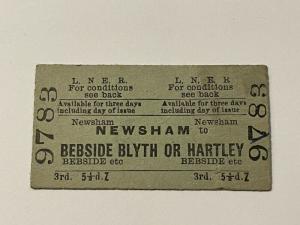 L. N. E. R. L. N. E. R
For conditions For conditions
see back see back
Available for three days Available for three days
including day of issue including day of issue
Newsham Newsham
NEWSHAM to
BEBSIDE BLYTH OR HARTLEY
BEBSIDE etc BEBSIDE etc
3rd. 5½d. Z 3rd. 5½d. Z
9783
9783